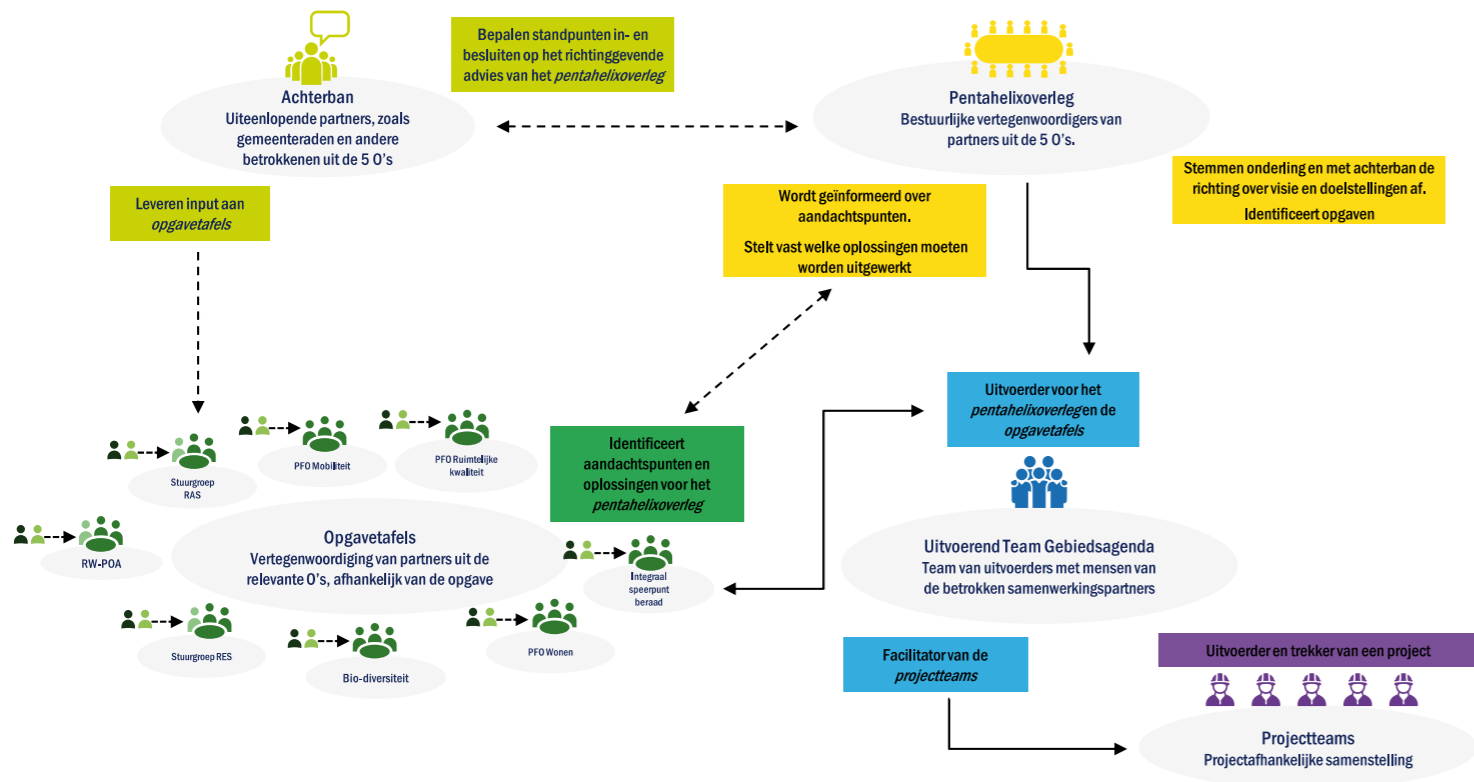 Bepalen standpunten in- en
besluiten op het richtinggevende
advies van het pentahelixoverleg
Achterban
Uiteenlopende partners, zoals
gemeenteraden en andere
betrokkenen uit de 5 O's
Pentahelixoverleg
Bestuurlijke vertegenwoordigers van
partners uit de 5 O's.
Stemmen onderling en met achterban de
richting over visie en doelstellingen af.
Identificeert opgaven
Leveren input aan
opgavetafels
Wordt geïnformeerd over
aandachtspunten.
Stelt vast welke oplossingen moeten
worden uitgewerkt
Uitvoerder voor het
pentahelixoverleg en de
opgavetafels
Identificeert
aandachtspunten en
oplossingen voor het
pentahelixoverleg
Stuurgroep
RAS
PFO Mobiliteit
PFO Ruimtelijke
kwaliteit
Opgavetafels
Vertegenwoordiging van partners uit de
relevante O's, afhankelijk van de opgave
RW-POA
Integraal
speerpunt
beraad
Stuurgroep RES
Bio-diversiteit
PFO Wonen
Uitvoerend Team Gebiedsagenda
Team van uitvoerders met mensen van
de betrokken samenwerkingspartners
Facilitator van de
projectteams
Uitvoerder en trekker van een project
Projectteams
Projectafhankelijke samenstelling